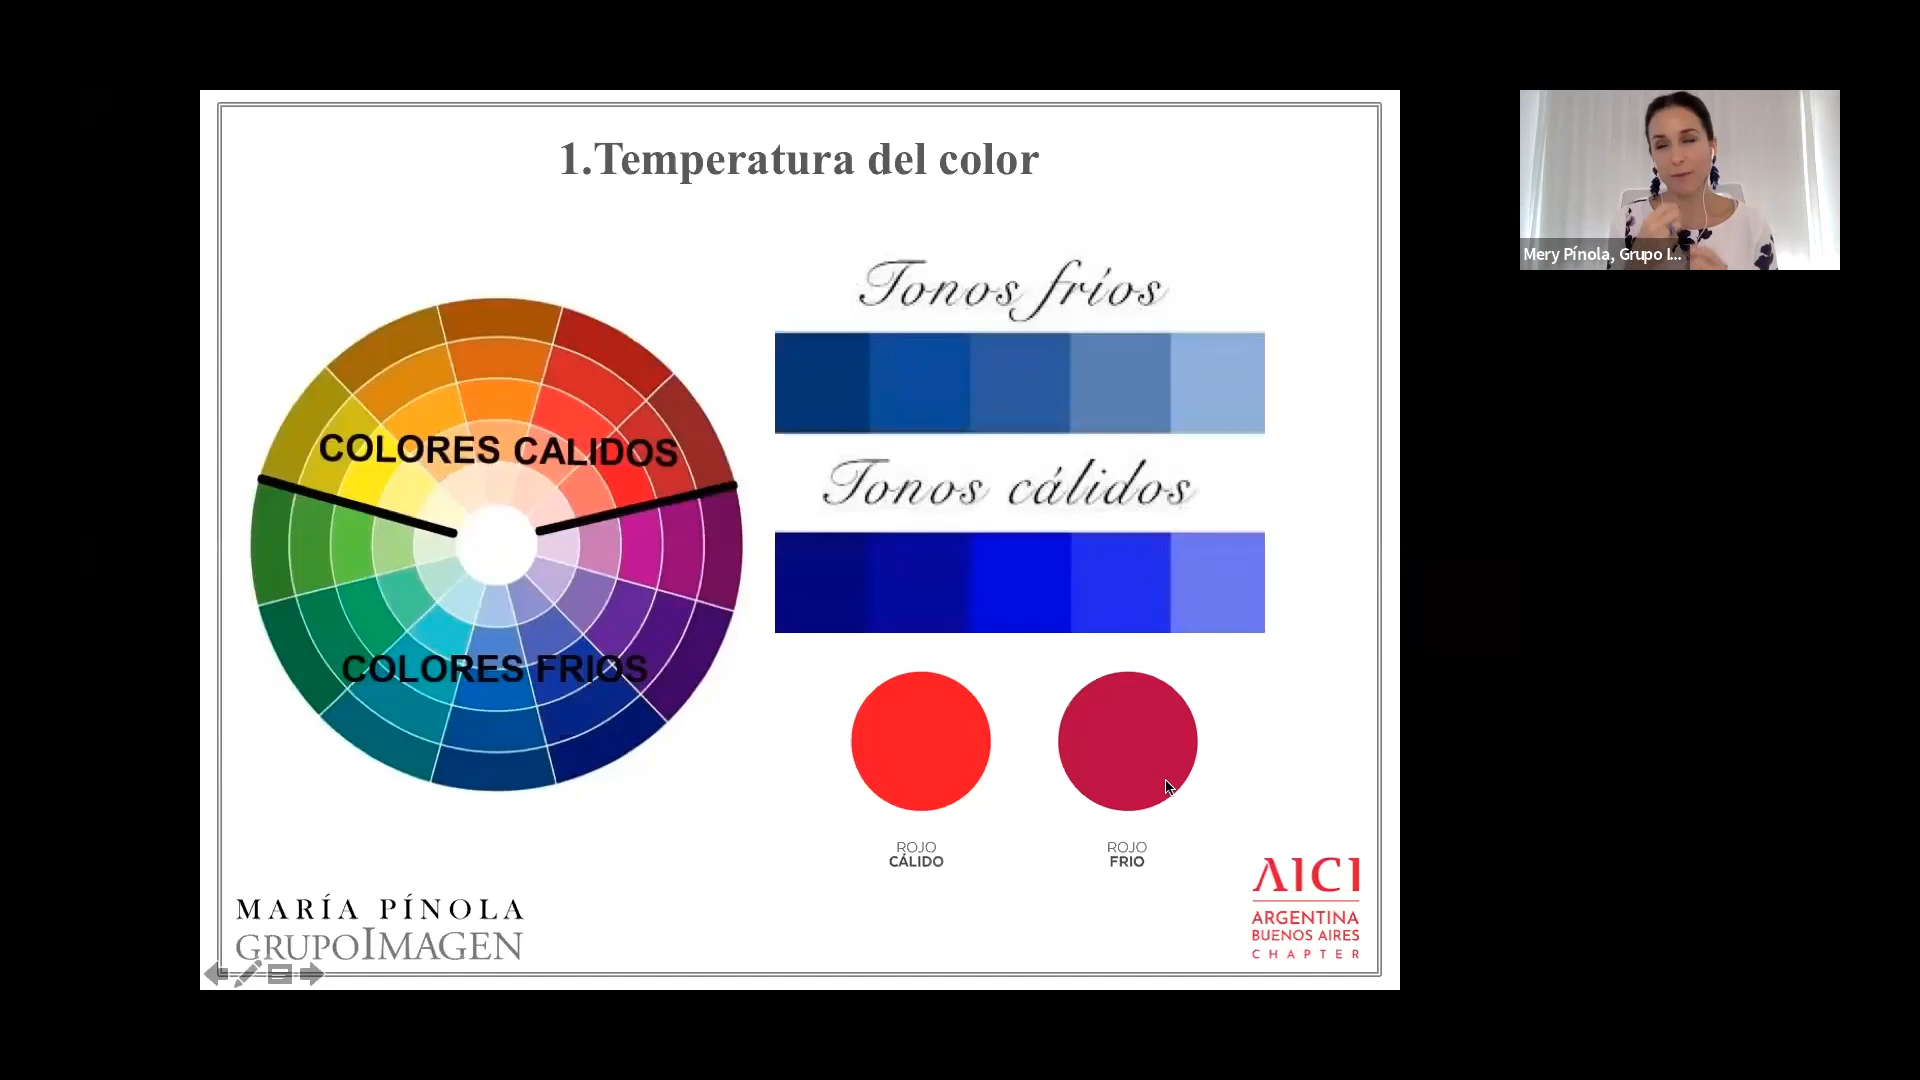 1.Temperatura del color
Mery Pínola, Grupo I...
Tonos fríos
COLORES CALIDOS
Tonos cálidos
COLORES FRIOS
ROJO
CÁLIDO
ROJO
FRIO
MARÍA PÍNOLA
GRUPOIMAGEN
AICI
ARGENTINA
BUENOS AIRES
CHAPTER